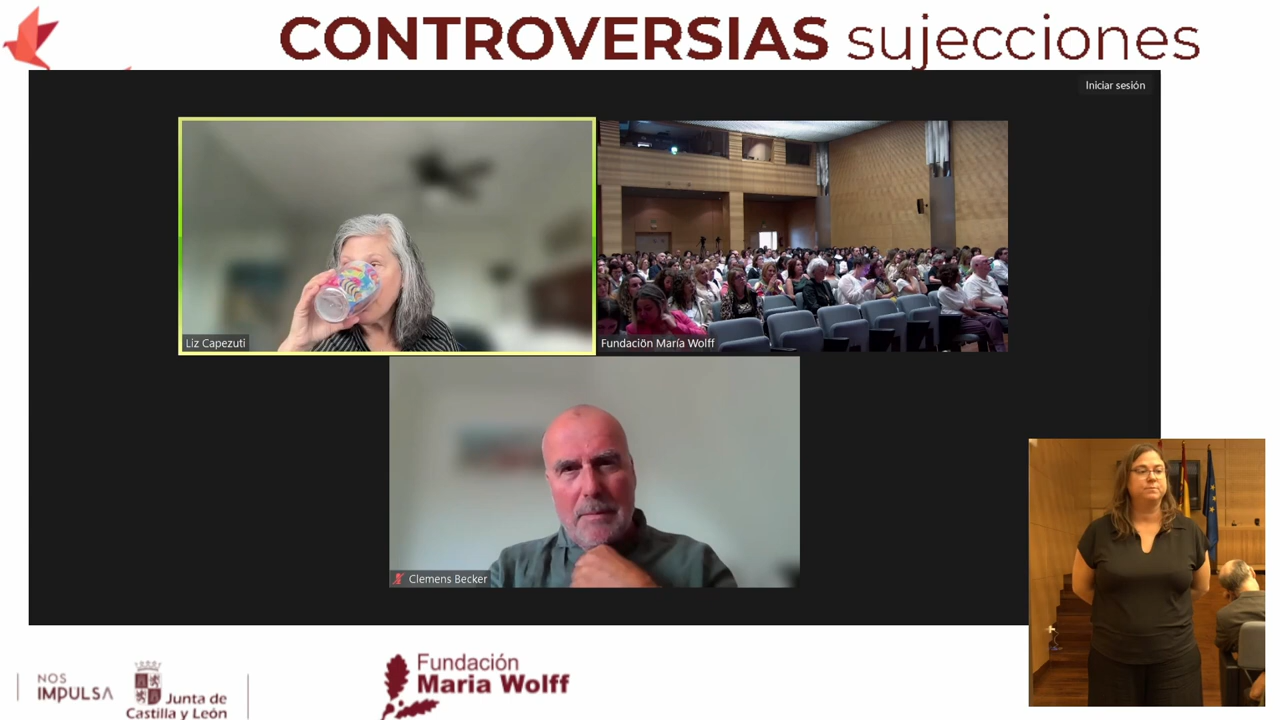 CONTROVERSIAS sujecciones
Iniciar sesión
Liz Capezuti
Fundación María Wolff
Clemens Becker
NOS
IMPULSA
Junta de
Castilla y León
Fundación
Maria Wolff